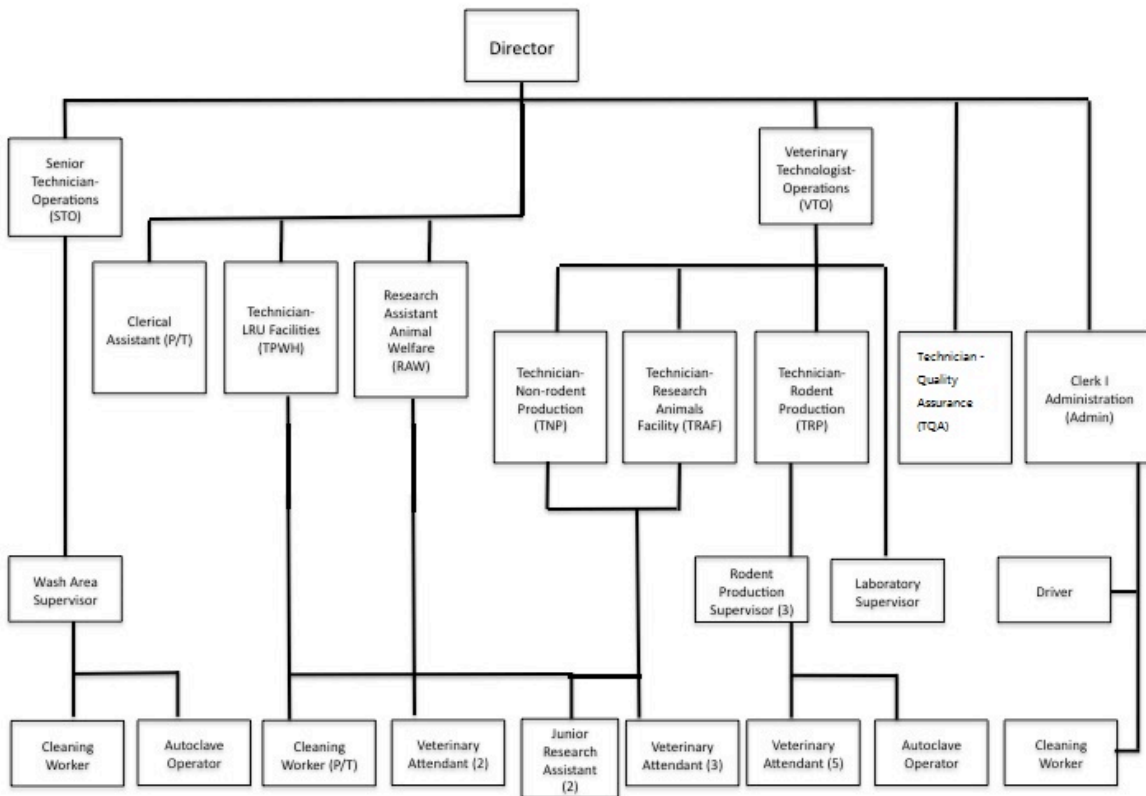 Director
Senior
Technician-
Operations
(STO)
Veterinary
Technologist-
Operations
(VTO)
Clerical
Assistant (P/T)
Technician-
LRU Facilities
(TPWH)
Research
Assistant
Animal
Welfare
(RAW)
Technician-
Non-rodent
Production
(TNP)
Technician-
Research
Animals
Facility (TRAF)
Technician-
Rodent
Production
(TRP)
Technician -
Quality
Assurance
(TQA)
Clerk I
Administration
(Admin)
Wash Area
Supervisor
Rodent
Production
Supervisor (3)
Laboratory
Supervisor
Driver
Cleaning
Worker
Autoclave
Operator
Cleaning
Worker (P/T)
Veterinary
Attendant (2)
Junior
Research
Assistant
(2)
Veterinary
Attendant (3)
Veterinary
Attendant (5)
Autoclave
Operator
Cleaning
Worker